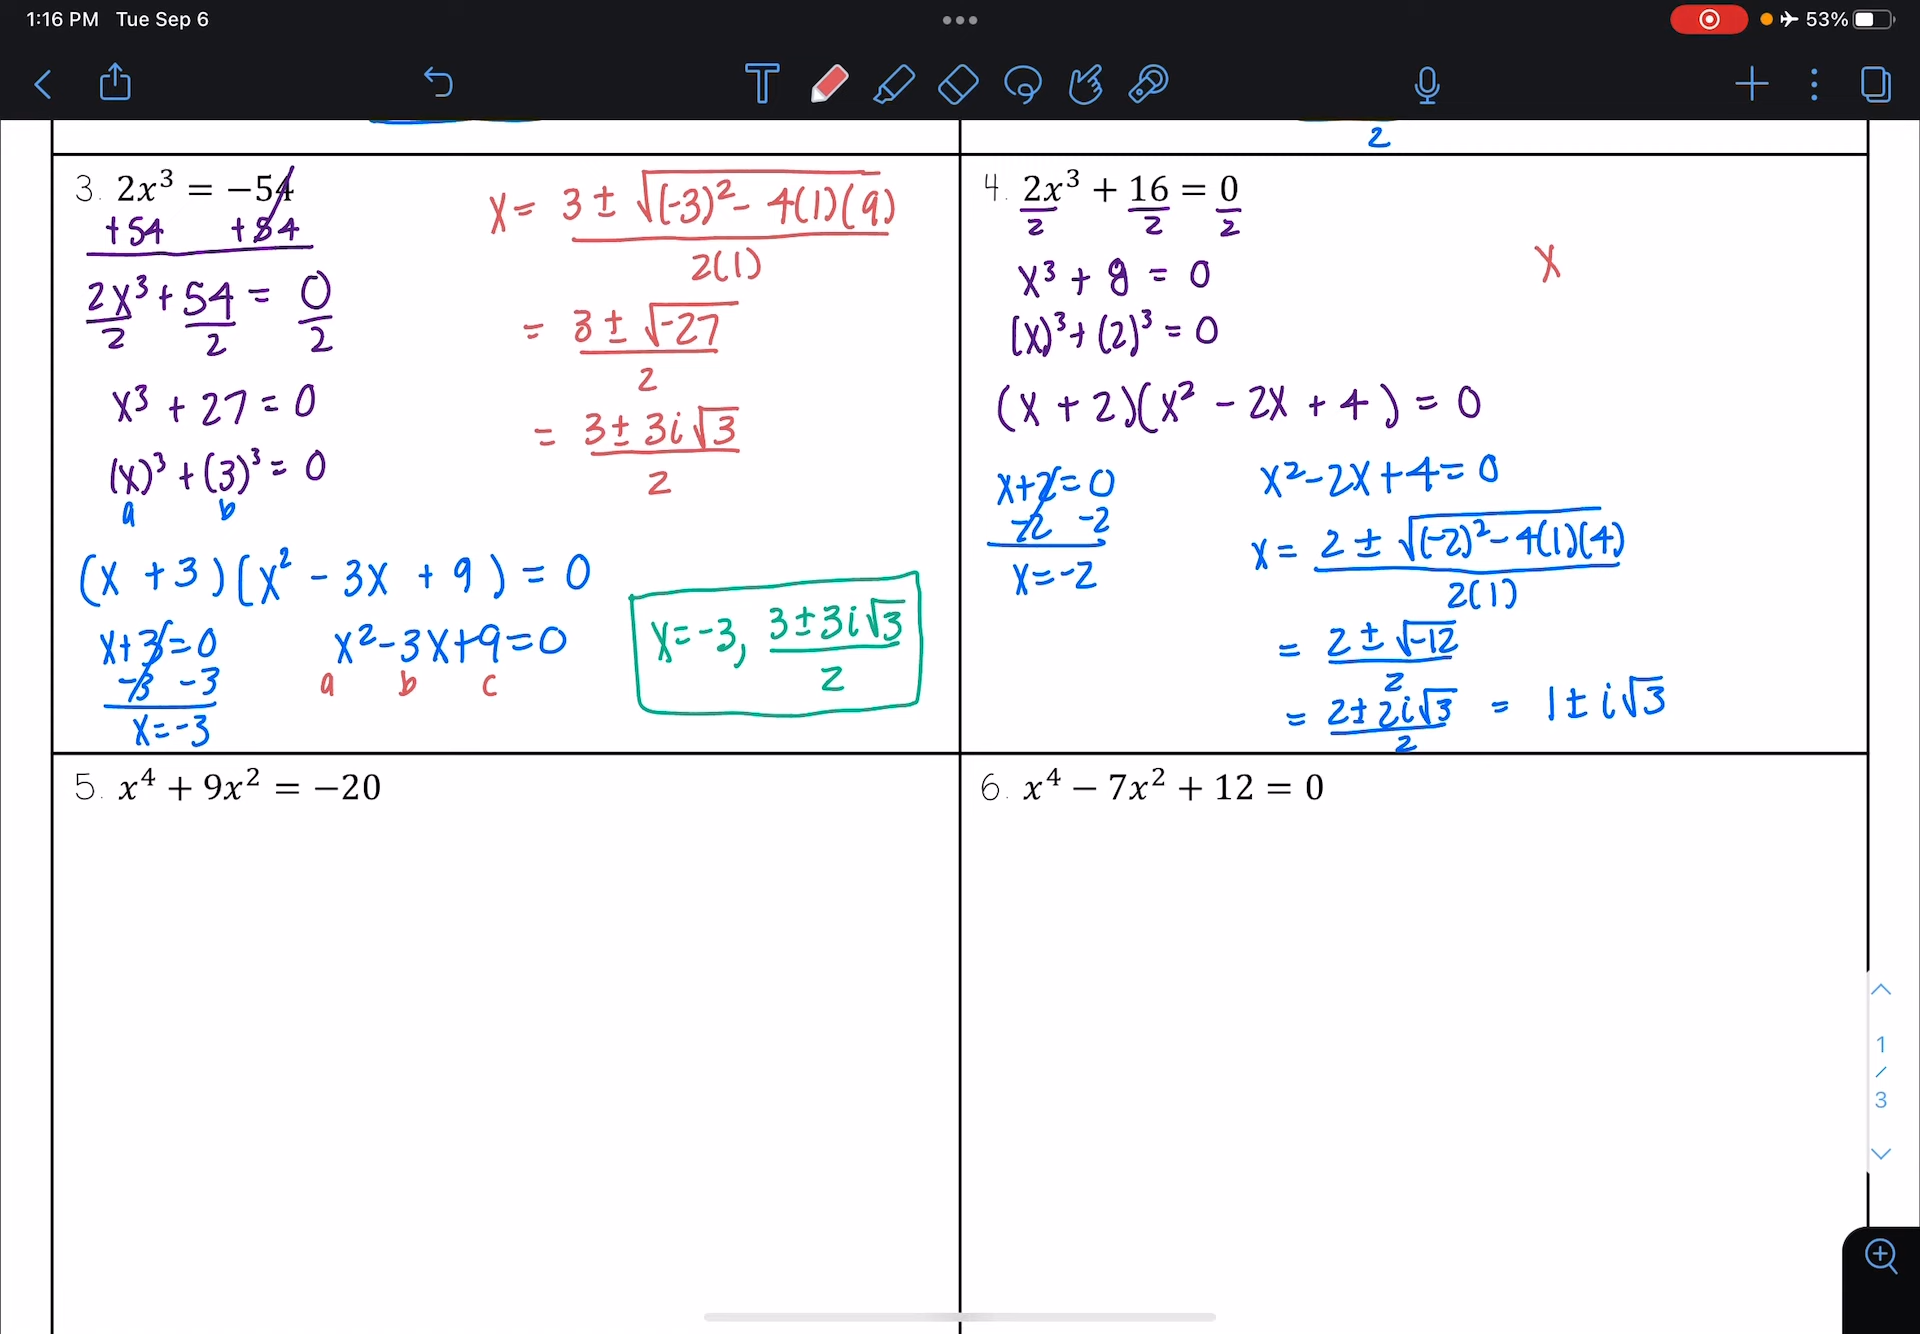 1:16 PM Tue Sep 6
53%
2
3. 2x³ = −54
+54 +54
2x³ + 54 = 0
2 2 2
x³ + 27 = 0
(x)³ + (3)³ = 0
a b
(x + 3)(x² - 3x + 9) = 0
x+3=0
-3 -3
x=-3
x²-3x+9=0
a b c
x = 3 ± √(-3)² - 4(1)(9)
2(1)
= 3 ± √-27
2
= 3 ± 3i√3
2
x=-3, 3±3i√3
2
4. 2x³ + 16 = 0
2 2 2
x³ + 8 = 0
(x)³ + (2)³ = 0
(x + 2)(x² - 2x + 4) = 0
x+2=0
-2 -2
x=-2
x²-2x+4=0
x = 2 ± √(-2)²-4(1)(4)
2(1)
= 2 ± √-12
2
= 2±2i√3 = 1±i√3
2
x
5. x⁴ + 9x² = −20
6. x⁴ − 7x² + 12 = 0
1
/
3